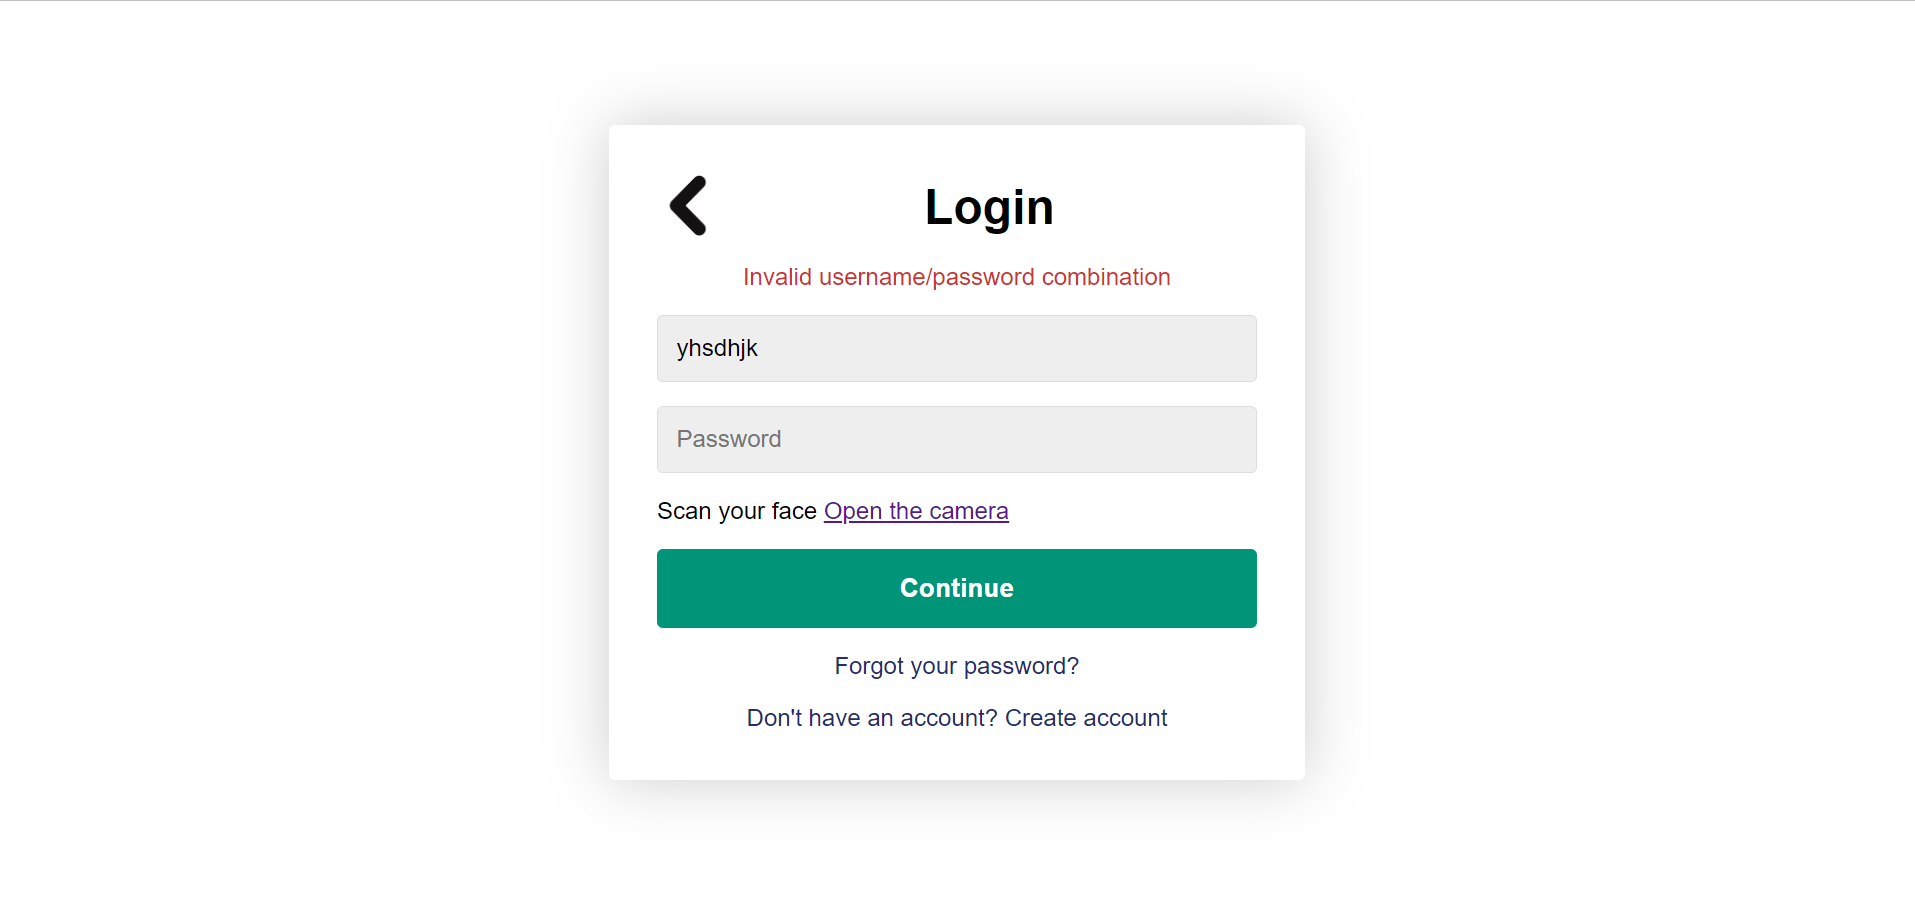 Login
Invalid username/password combination
yhsdhjk
Password
Scan your face Open the camera
Continue
Forgot your password?
Don't have an account? Create account